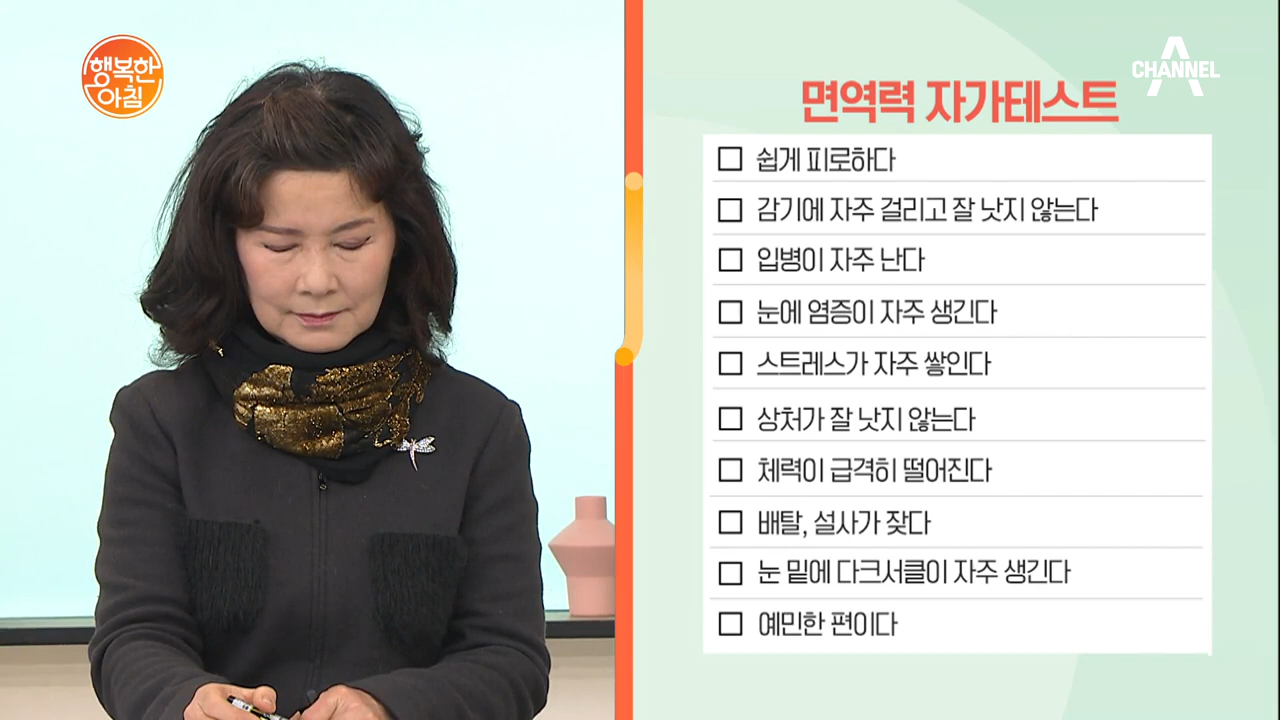 행복한
아침
CHANNEL A
면역력 자가테스트
쉽게 피로하다
감기에 자주 걸리고 잘 낫지 않는다
입병이 자주 난다
눈에 염증이 자주 생긴다
스트레스가 자주 쌓인다
상처가 잘 낫지 않는다
체력이 급격히 떨어진다
배탈, 설사가 잦다
눈 밑에 다크서클이 자주 생긴다
예민한 편이다